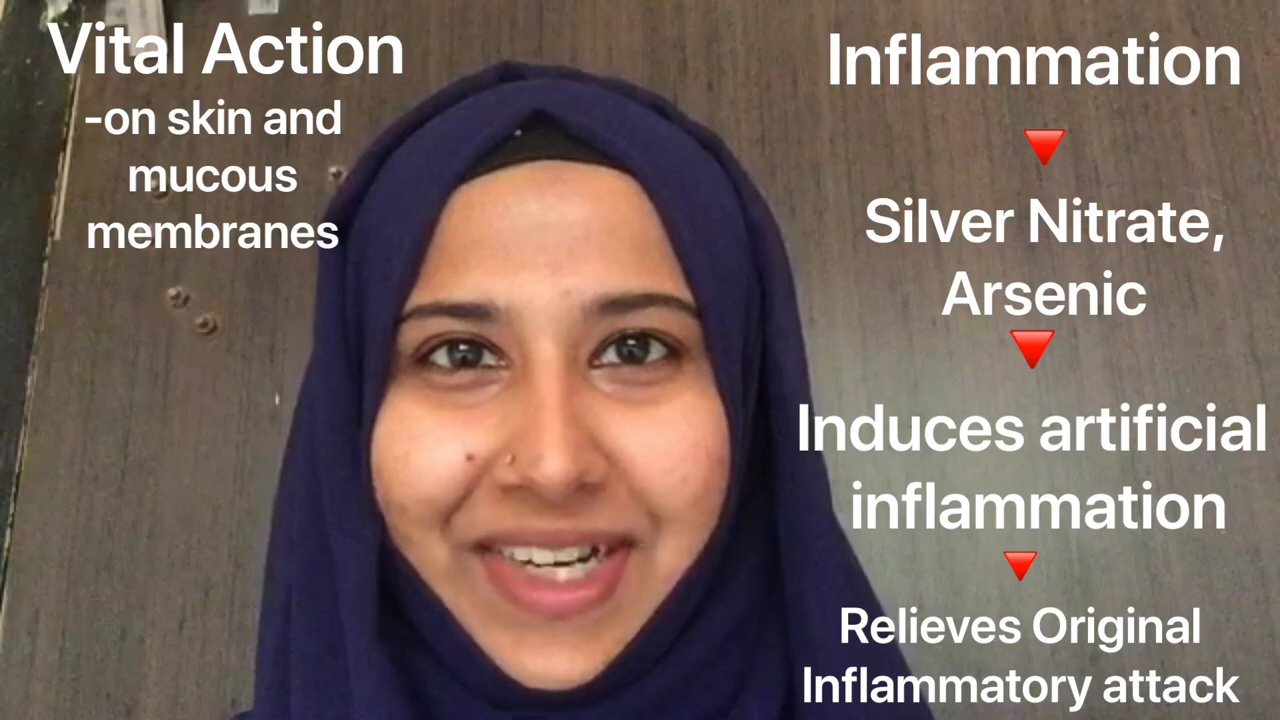 Vital Action
-on skin and
mucous
membranes
Inflammation
Silver Nitrate,
Arsenic
Induces artificial
inflammation
Relieves Original
Inflammatory attack